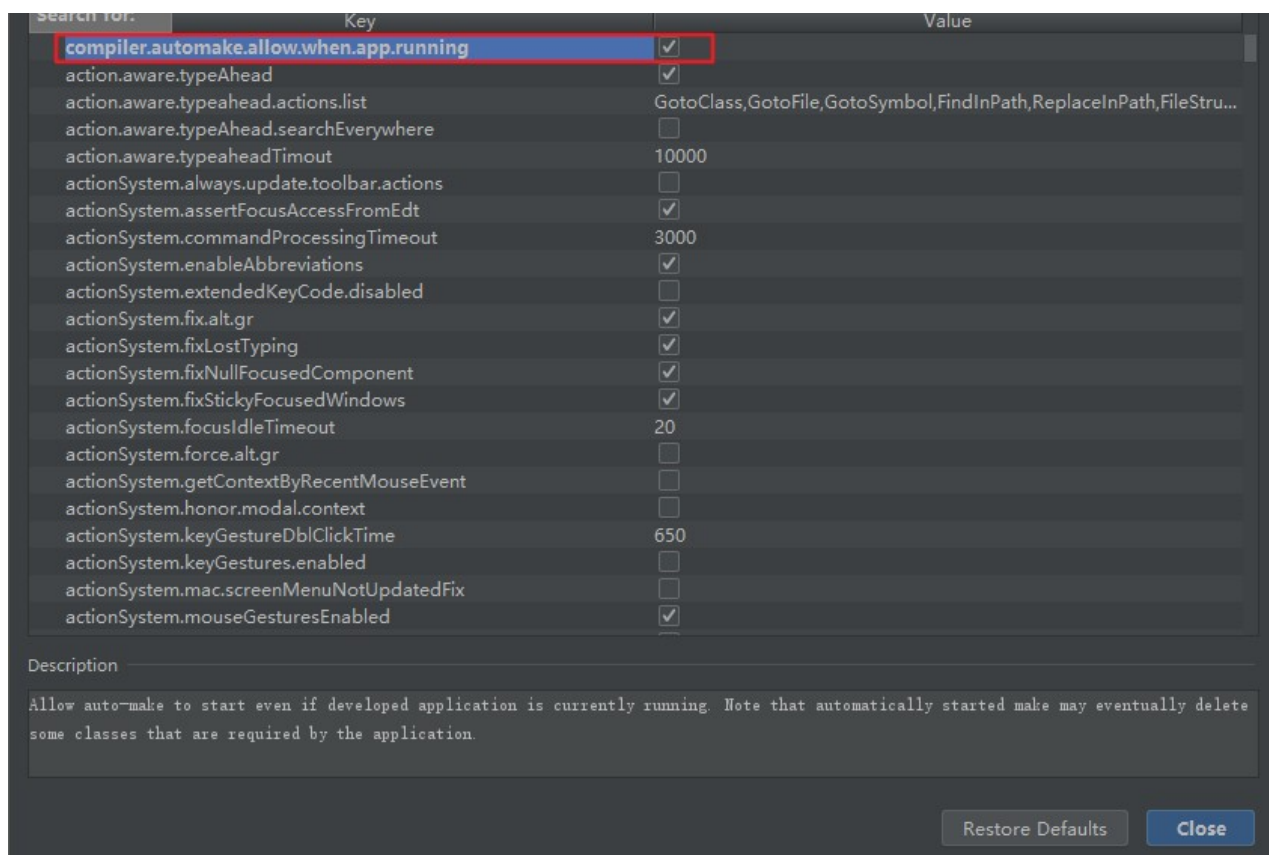 Search for:
Key Value
compiler.automake.allow.when.app.running
action.aware.typeAhead
action.aware.typeahead.actions.list GotoClass,GotoFile,GotoSymbol,FindInPath,ReplaceInPath,FileStru...
action.aware.typeAhead.searchEverywhere
action.aware.typeaheadTimout 10000
actionSystem.always.update.toolbar.actions
actionSystem.assertFocusAccessFromEdt
actionSystem.commandProcessingTimeout 3000
actionSystem.enableAbbreviations
actionSystem.extendedKeyCode.disabled
actionSystem.fix.alt.gr
actionSystem.fixLostTyping
actionSystem.fixNullFocusedComponent
actionSystem.fixStickyFocusedWindows
actionSystem.focusIdleTimeout 20
actionSystem.force.alt.gr
actionSystem.getContextByRecentMouseEvent
actionSystem.honor.modal.context
actionSystem.keyGestureDblClickTime 650
actionSystem.keyGestures.enabled
actionSystem.mac.screenMenuNotUpdatedFix
actionSystem.mouseGesturesEnabled
Description
Allow auto-make to start even if developed application is currently running. Note that automatically started make may eventually delete
some classes that are required by the application.
Restore Defaults Close